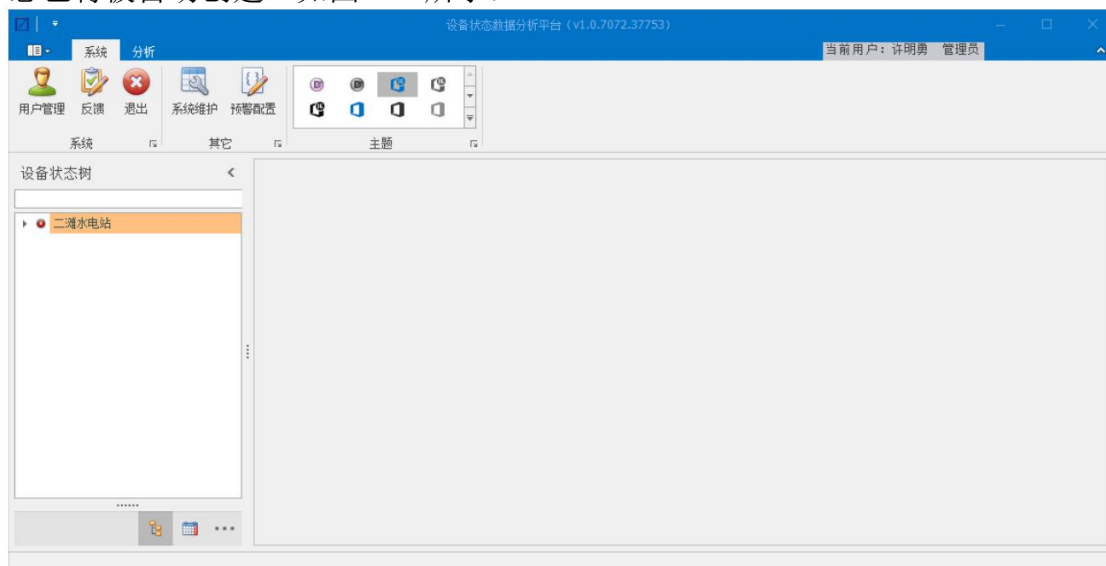 设备状态数据分析平台（v1.0.7072.37753）
系统 分析 当前用户：许明勇 管理员
用户管理 反馈 退出 系统维护 预警配置
系统 其它 主题
设备状态树
二滩水电站